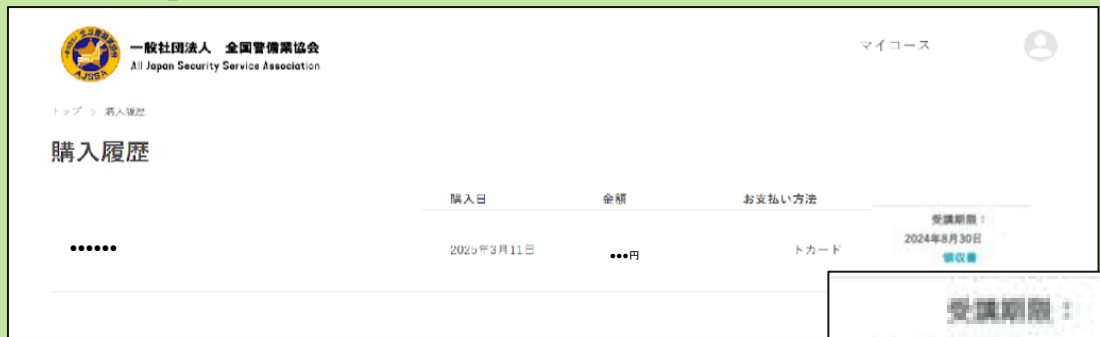 一般社団法人 全国警備業協会
All Japan Security Service Association
AJSSA
マイコース
トップ > 購入履歴
購入履歴
購入日 金額 お支払い方法
受講期限：
2024年8月30日
●●●●●● 2025年3月11日 ●●●円 トカード
領収書
受講期限：